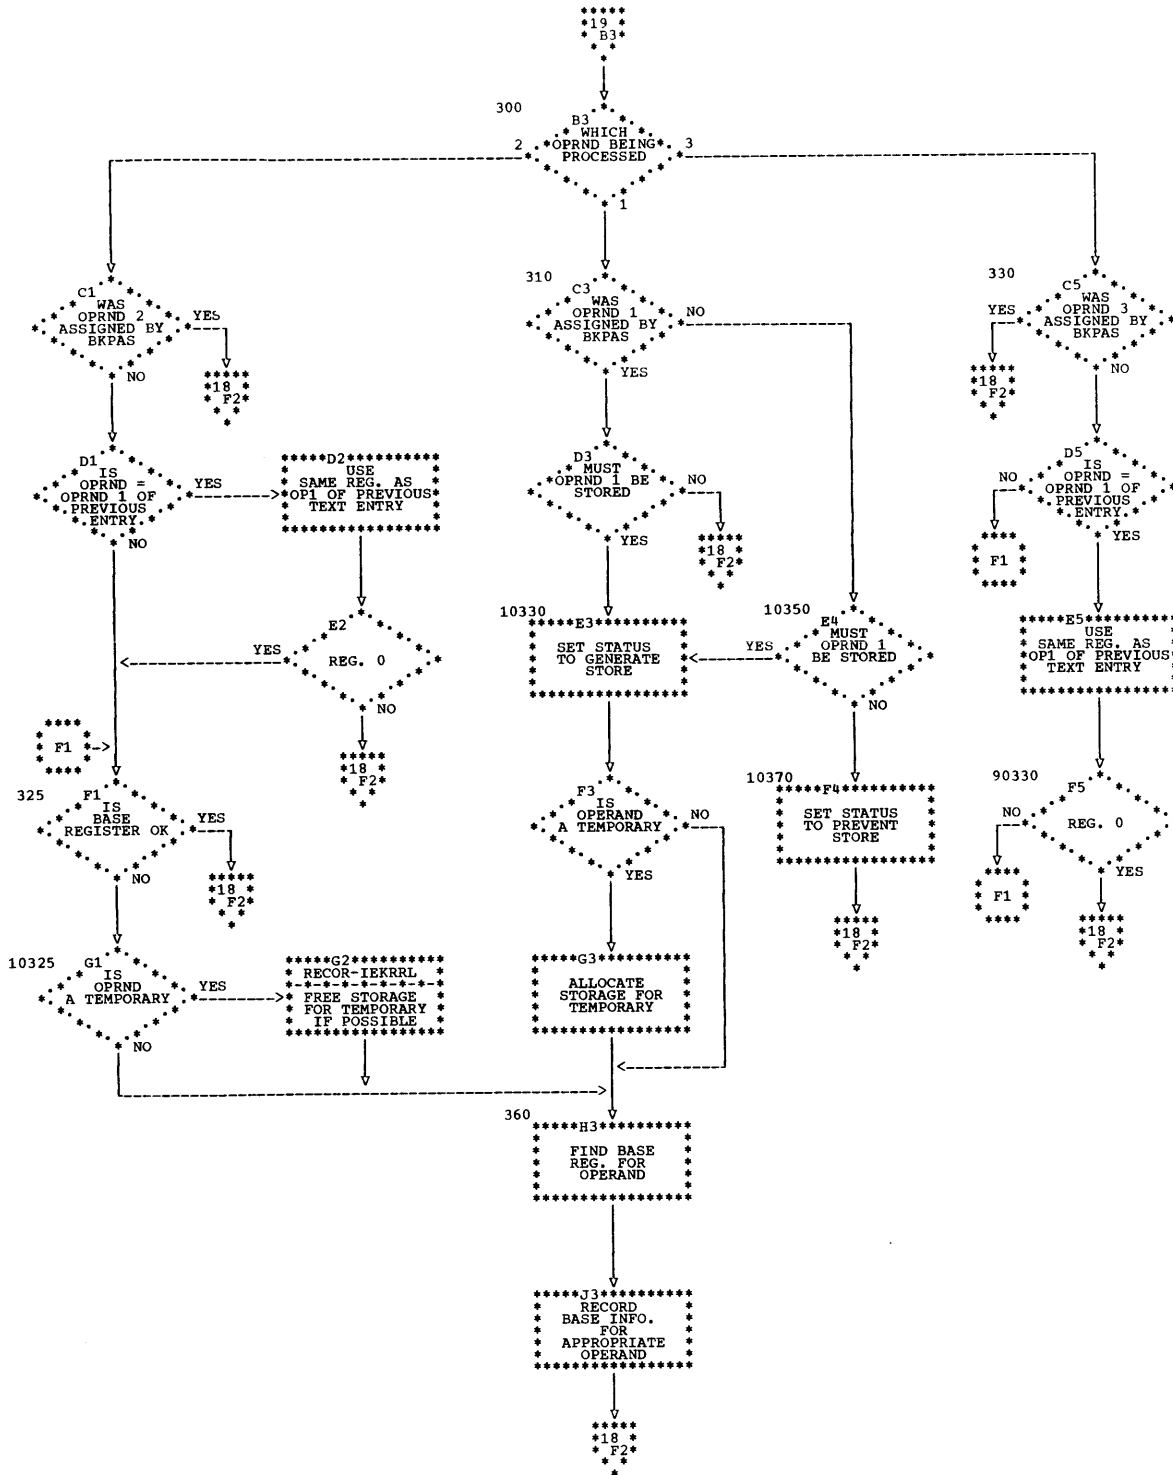 19
B3
300
B3
WHICH
OPRND BEING
PROCESSED
2
3
1
C1
WAS
OPRND 2
ASSIGNED BY
BKPAS
YES
NO
18
F2
310
C3
WAS
OPRND 1
ASSIGNED BY
BKPAS
NO
YES
330
C5
WAS
OPRND 3
ASSIGNED BY
BKPAS
YES
NO
18
F2
D1
IS
OPRND =
OPRND 1 OF
PREVIOUS
ENTRY.
YES
NO
D2
USE
SAME REG. AS
OP1 OF PREVIOUS
TEXT ENTRY
D3
MUST
OPRND 1 BE
STORED
NO
YES
18
F2
D5
IS
OPRND =
OPRND 1 OF
PREVIOUS
ENTRY
NO
YES
F1
E2
REG. 0
YES
NO
18
F2
10330
E3
SET STATUS
TO GENERATE
STORE
10350
E4
MUST
OPRND 1
BE STORED
YES
NO
E5
USE
SAME REG. AS
OP1 OF PREVIOUS
TEXT ENTRY
F1
325
F1
IS
BASE
REGISTER OK
YES
NO
18
F2
F3
IS
OPERAND
A TEMPORARY
NO
YES
10370
F4
SET STATUS
TO PREVENT
STORE
18
F2
90330
F5
REG. 0
NO
YES
F1
18
F2
10325
G1
IS
OPRND
A TEMPORARY
YES
NO
G2
RECOR-IEKRRL
FREE STORAGE
FOR TEMPORARY
IF POSSIBLE
G3
ALLOCATE
STORAGE FOR
TEMPORARY
360
H3
FIND BASE
REG. FOR
OPERAND
J3
RECORD
BASE INFO.
FOR
APPROPRIATE
OPERAND
18
F2